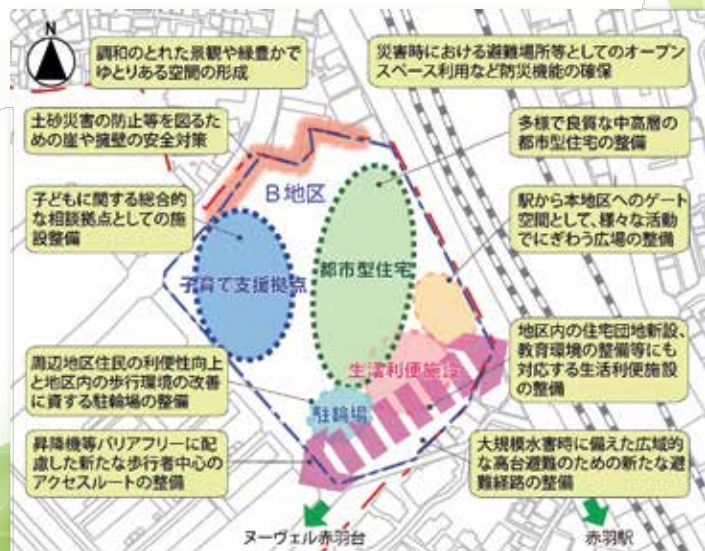 N
調和のとれた景観や緑豊かで
ゆとりある空間の形成
災害時における避難場所等としてのオープン
スペース利用など防災機能の確保
土砂災害の防止等を図るた
めの崖や擁壁の安全対策
多様で良質な中高層の
都市型住宅の整備
B地区
子どもに関する総合的
な相談拠点としての施
設整備
駅から本地区へのゲート
空間として、様々な活動
でにぎわう広場の整備
子育て支援拠点
都市型住宅
地区内の住宅団地新設、
教育環境の整備等にも
対応する生活利便施設
の整備
周辺地区住民の利便性向上
と地区内の歩行環境の改善
に資する駐輪場の整備
生活利便施設
駐輪場
昇降機等バリアフリーに配
慮した新たな歩行者中心の
アクセスルートの整備
大規模水害時に備えた広域的
な高台避難のための新たな避
難経路の整備
ヌーヴェル赤羽台
赤羽駅